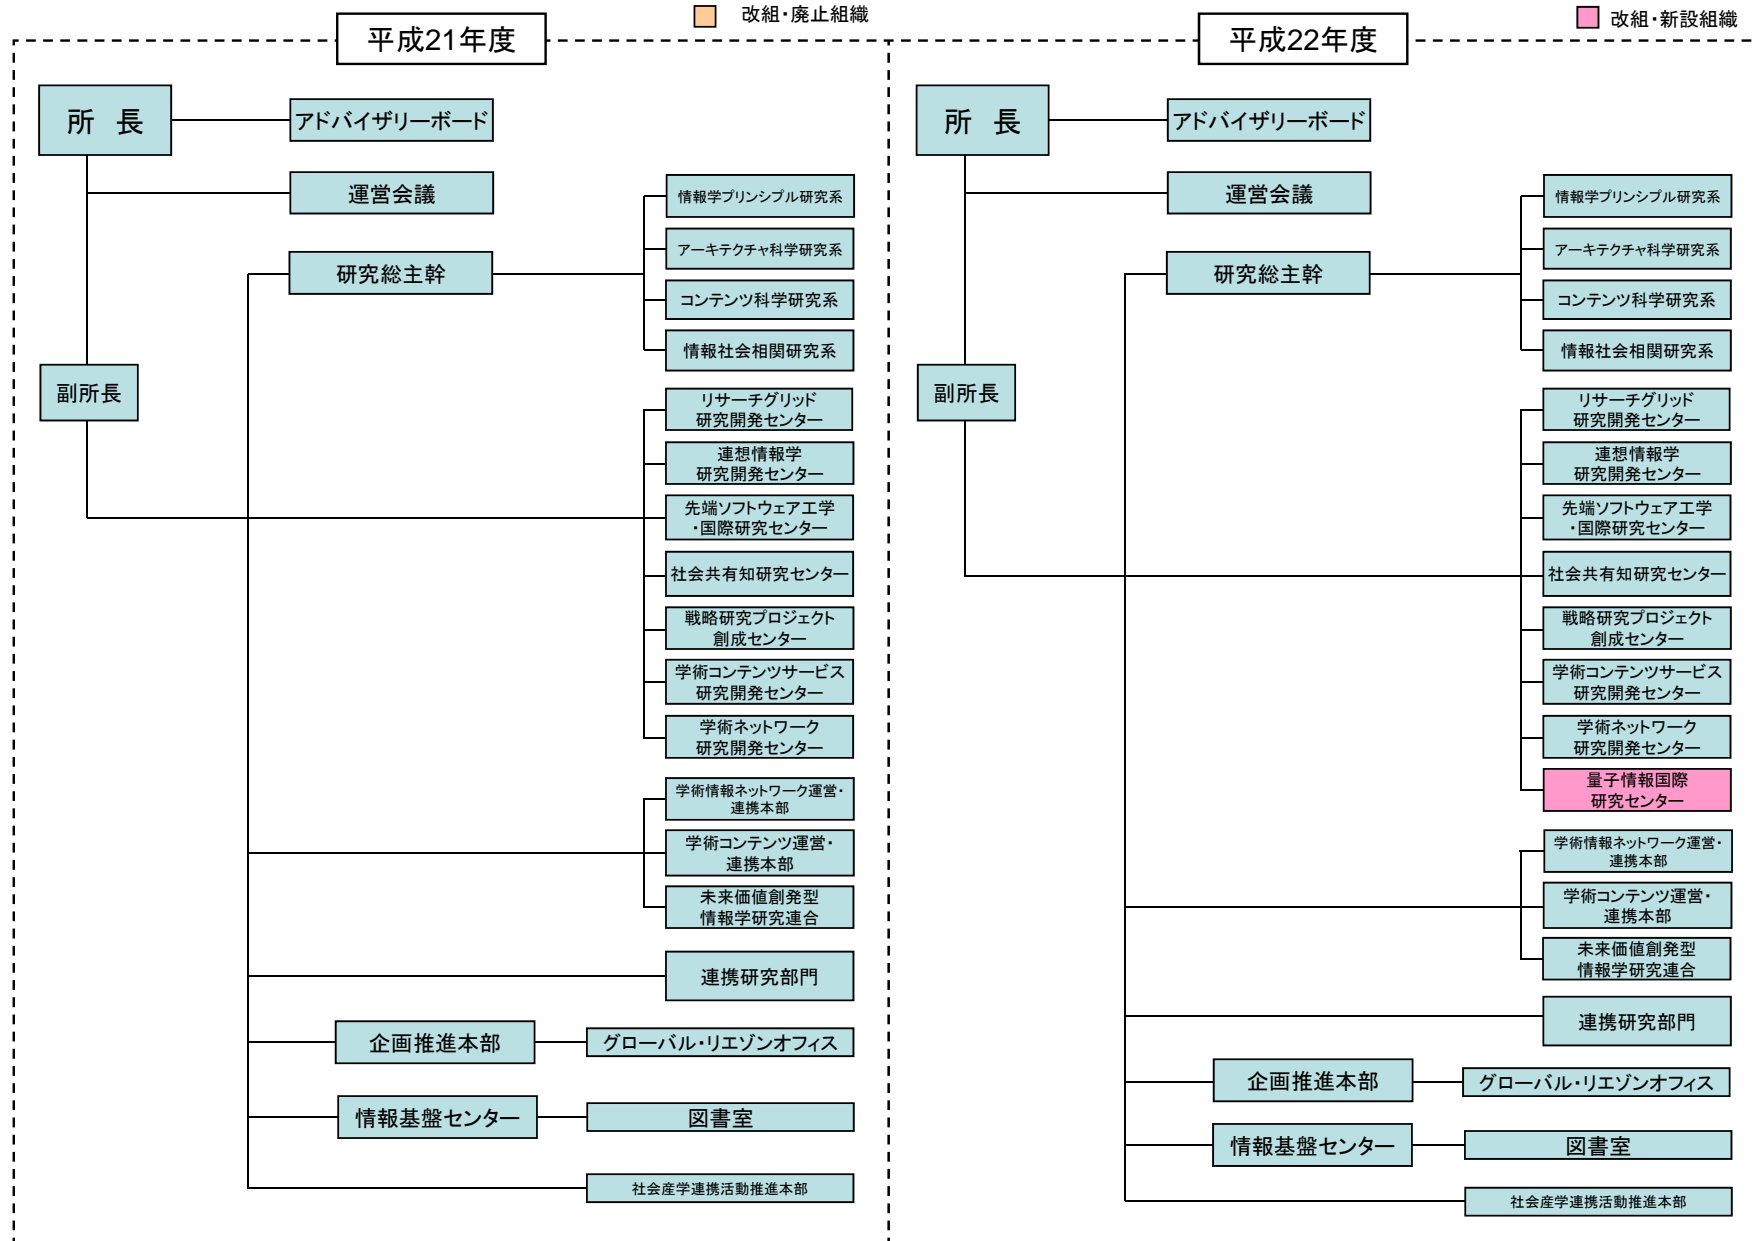 改組・廃止組織
平成21年度
所 長
アドバイザリーボード
運営会議
研究総主幹
情報学プリンシプル研究系
アーキテクチャ科学研究系
コンテンツ科学研究系
情報社会相関研究系
副所長
リサーチグリッド
研究開発センター
連想情報学
研究開発センター
先端ソフトウェア工学
・国際研究センター
社会共有知研究センター
戦略研究プロジェクト
創成センター
学術コンテンツサービス
研究開発センター
学術ネットワーク
研究開発センター
学術情報ネットワーク運営・
連携本部
学術コンテンツ運営・
連携本部
未来価値創発型
情報学研究連合
連携研究部門
企画推進本部
グローバル・リエゾンオフィス
情報基盤センター
図書室
社会産学連携活動推進本部
改組・新設組織
平成22年度
所 長
アドバイザリーボード
運営会議
研究総主幹
情報学プリンシプル研究系
アーキテクチャ科学研究系
コンテンツ科学研究系
情報社会相関研究系
副所長
リサーチグリッド
研究開発センター
連想情報学
研究開発センター
先端ソフトウェア工学
・国際研究センター
社会共有知研究センター
戦略研究プロジェクト
創成センター
学術コンテンツサービス
研究開発センター
学術ネットワーク
研究開発センター
量子情報国際
研究センター
学術情報ネットワーク運営・
連携本部
学術コンテンツ運営・
連携本部
未来価値創発型
情報学研究連合
連携研究部門
企画推進本部
グローバル・リエゾンオフィス
情報基盤センター
図書室
社会産学連携活動推進本部